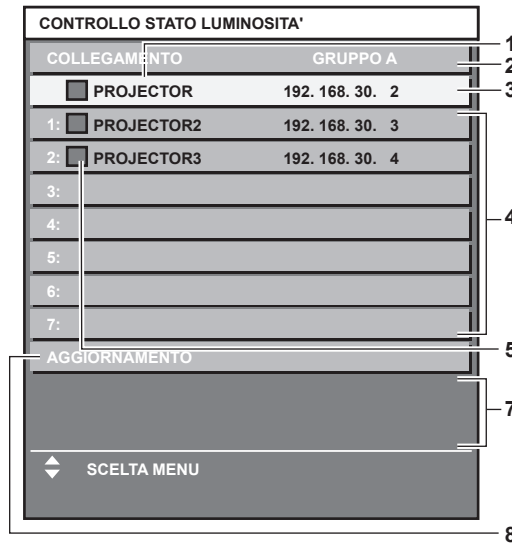 CONTROLLO STATO LUMINOSITA'
1
COLLEGAMENTO GRUPPO A
2
PROJECTOR 192. 168. 30. 2
3
1: PROJECTOR2 192. 168. 30. 3
2: PROJECTOR3 192. 168. 30. 4
3:
4:
4
5:
6:
7:
AGGIORNAMENTO
5
7
SCELTA MENU
8